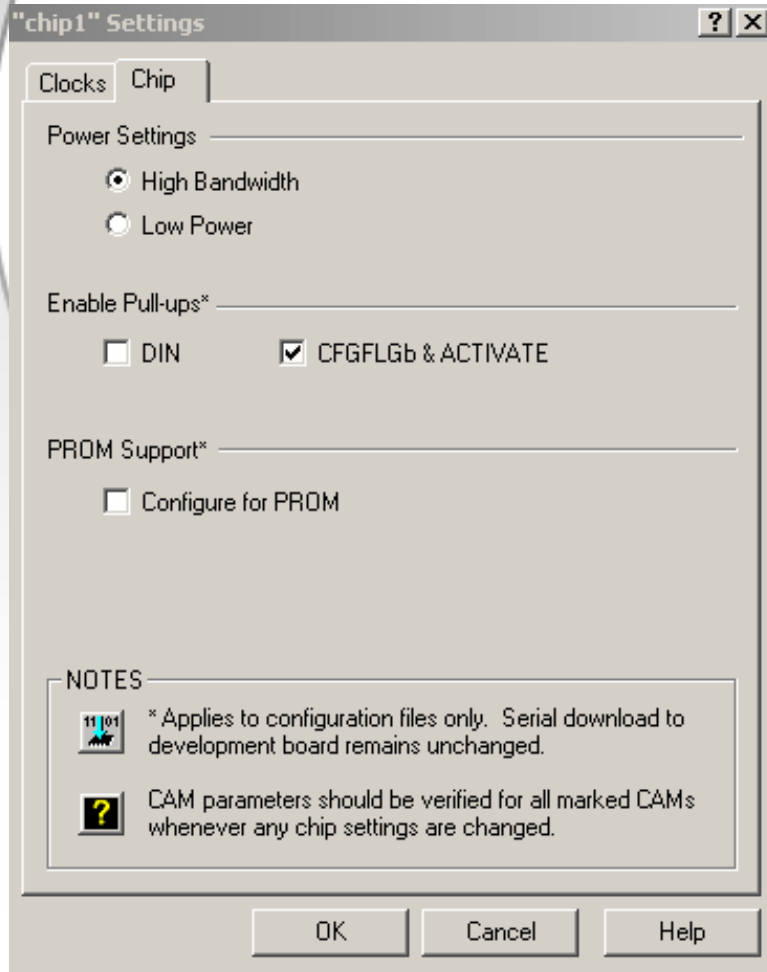 "chip1" Settings
Clocks Chip
Power Settings
High Bandwidth
Low Power
Enable Pull-ups*
DIN CFGFLGb & ACTIVATE
PROM Support*
Configure for PROM
NOTES
11 01
* Applies to configuration files only. Serial download to
development board remains unchanged.
?
CAM parameters should be verified for all marked CAMs
whenever any chip settings are changed.
OK Cancel Help